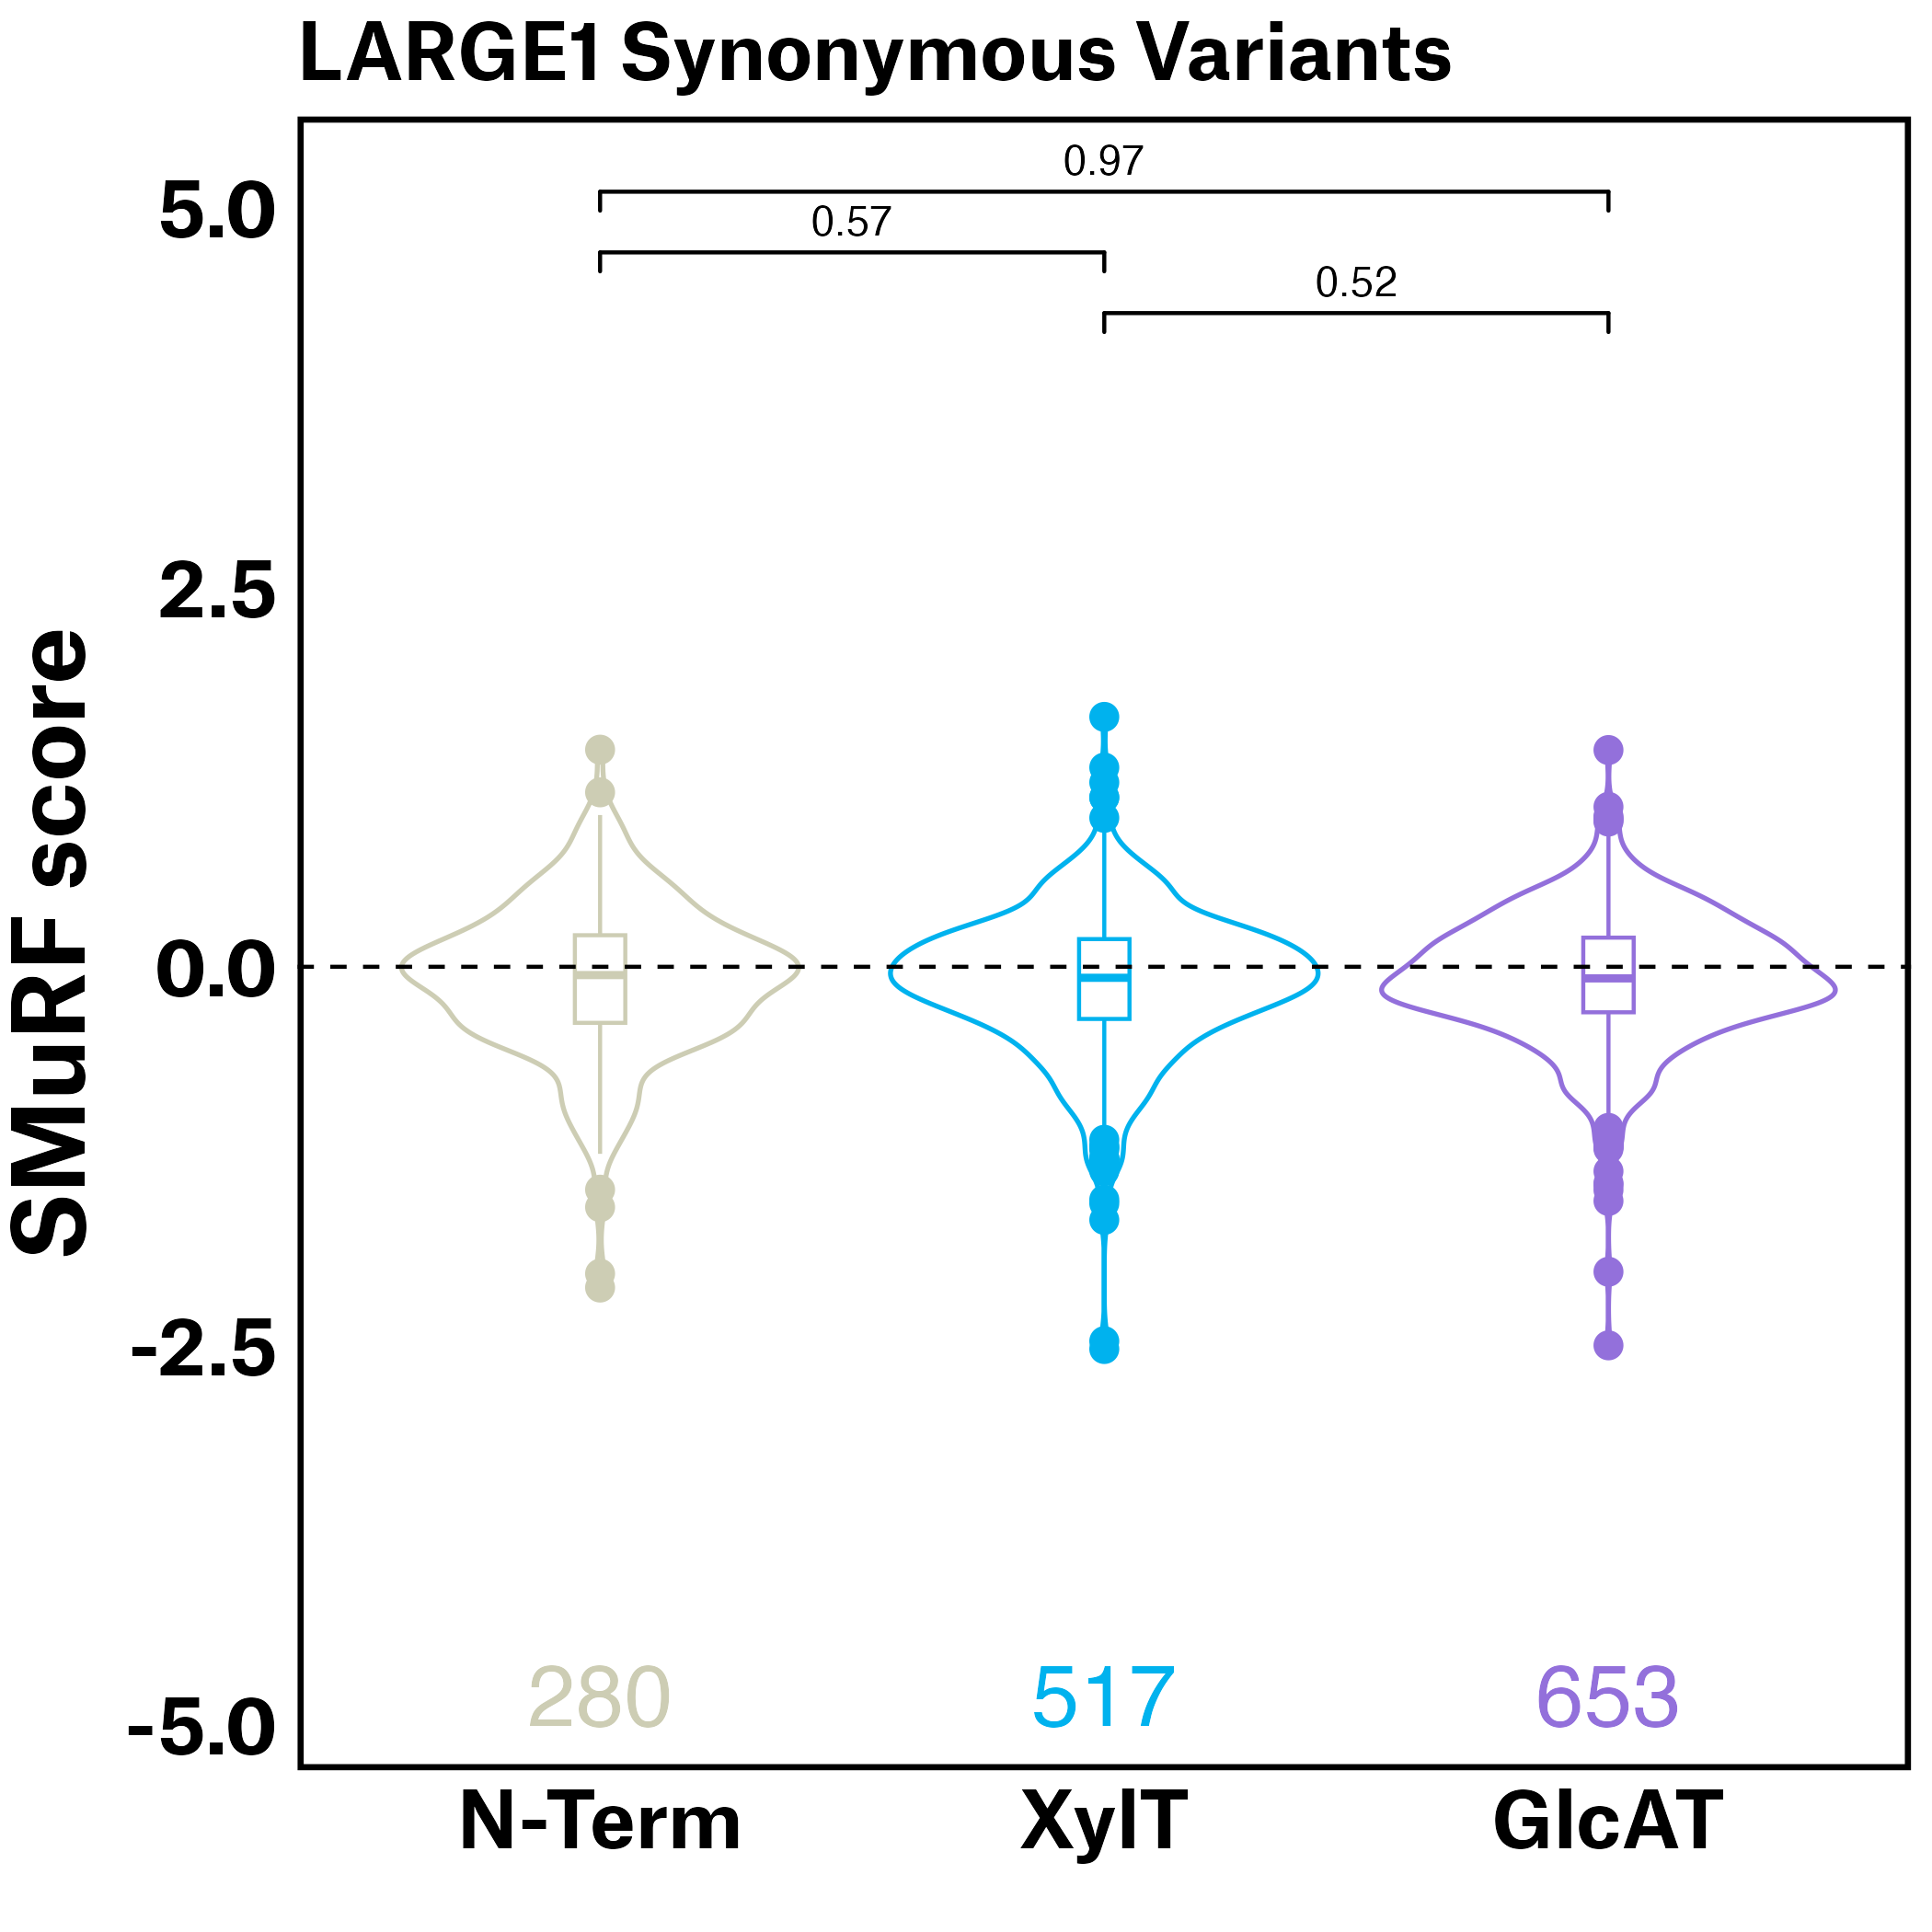 LARGE1 Synonymous Variants
SMuRF score
5.0
2.5
0.0
-2.5
-5.0
0.97
0.57
0.52
280
517
653
N-Term
XylT
GlcAT